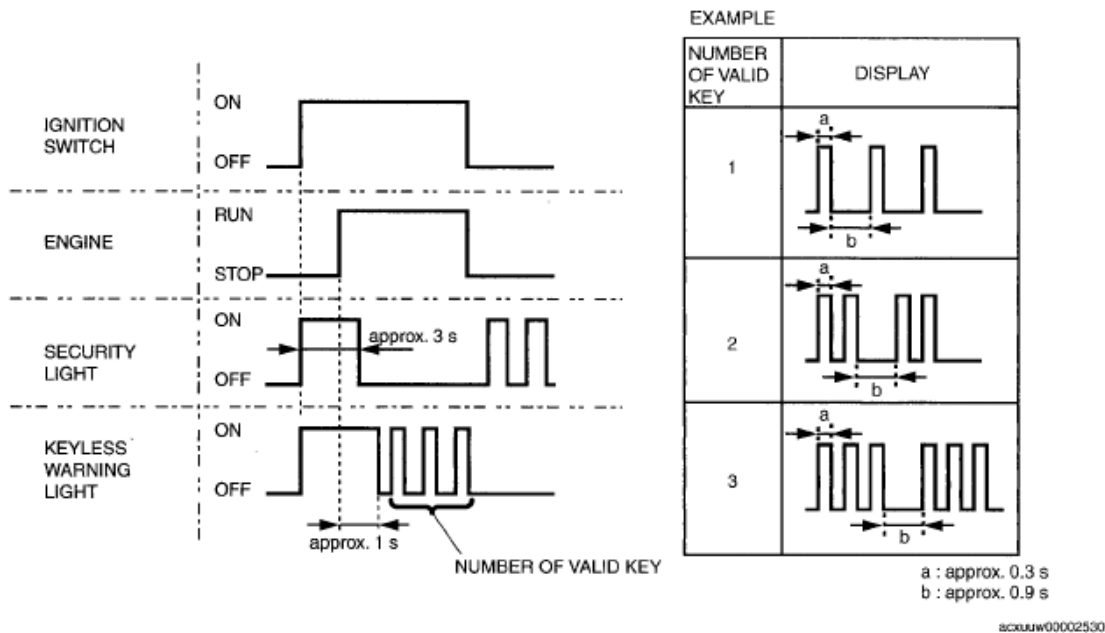 IGNITION
SWITCH
ON
OFF
ENGINE
RUN
STOP
SECURITY
LIGHT
ON
OFF
approx. 3 s
KEYLESS
WARNING
LIGHT
ON
OFF
approx. 1 s
NUMBER OF VALID KEY
EXAMPLE
NUMBER
OF VALID
KEY
DISPLAY
1
a
b
2
a
b
3
a
b
a : approx. 0.3 s
b : approx. 0.9 s
acxuuw00002530